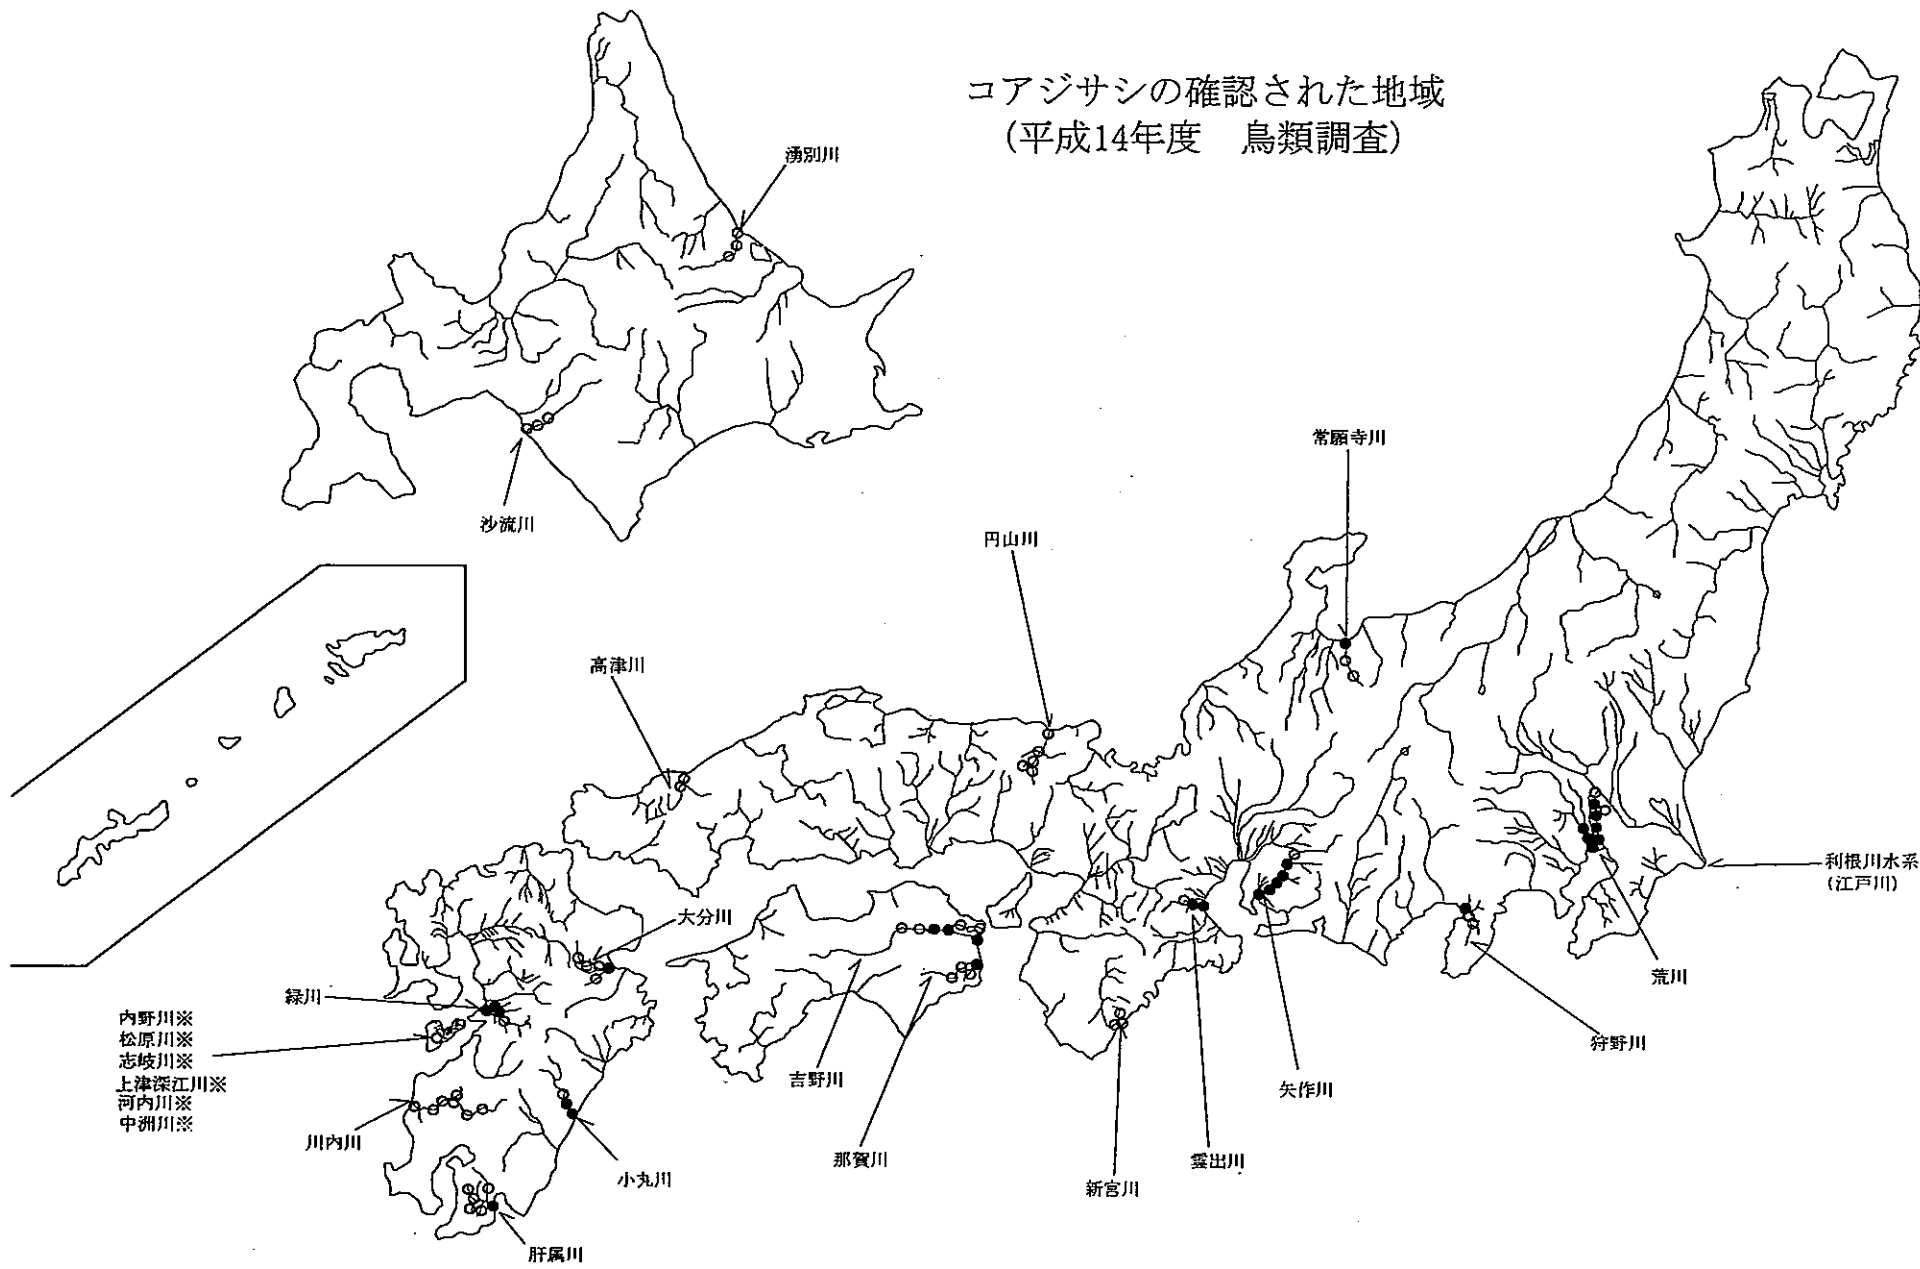 コアジサシの確認された地域
(平成14年度　鳥類調査)
湧別川
沙流川
常願寺川
円山川
高津川
大分川
緑川
内野川※
松原川※
志岐川※
上津深江川※
河内川※
中洲川※
川内川
肝属川
小丸川
吉野川
那賀川
新宮川
雲出川
矢作川
狩野川
荒川
利根川水系
(江戸川)